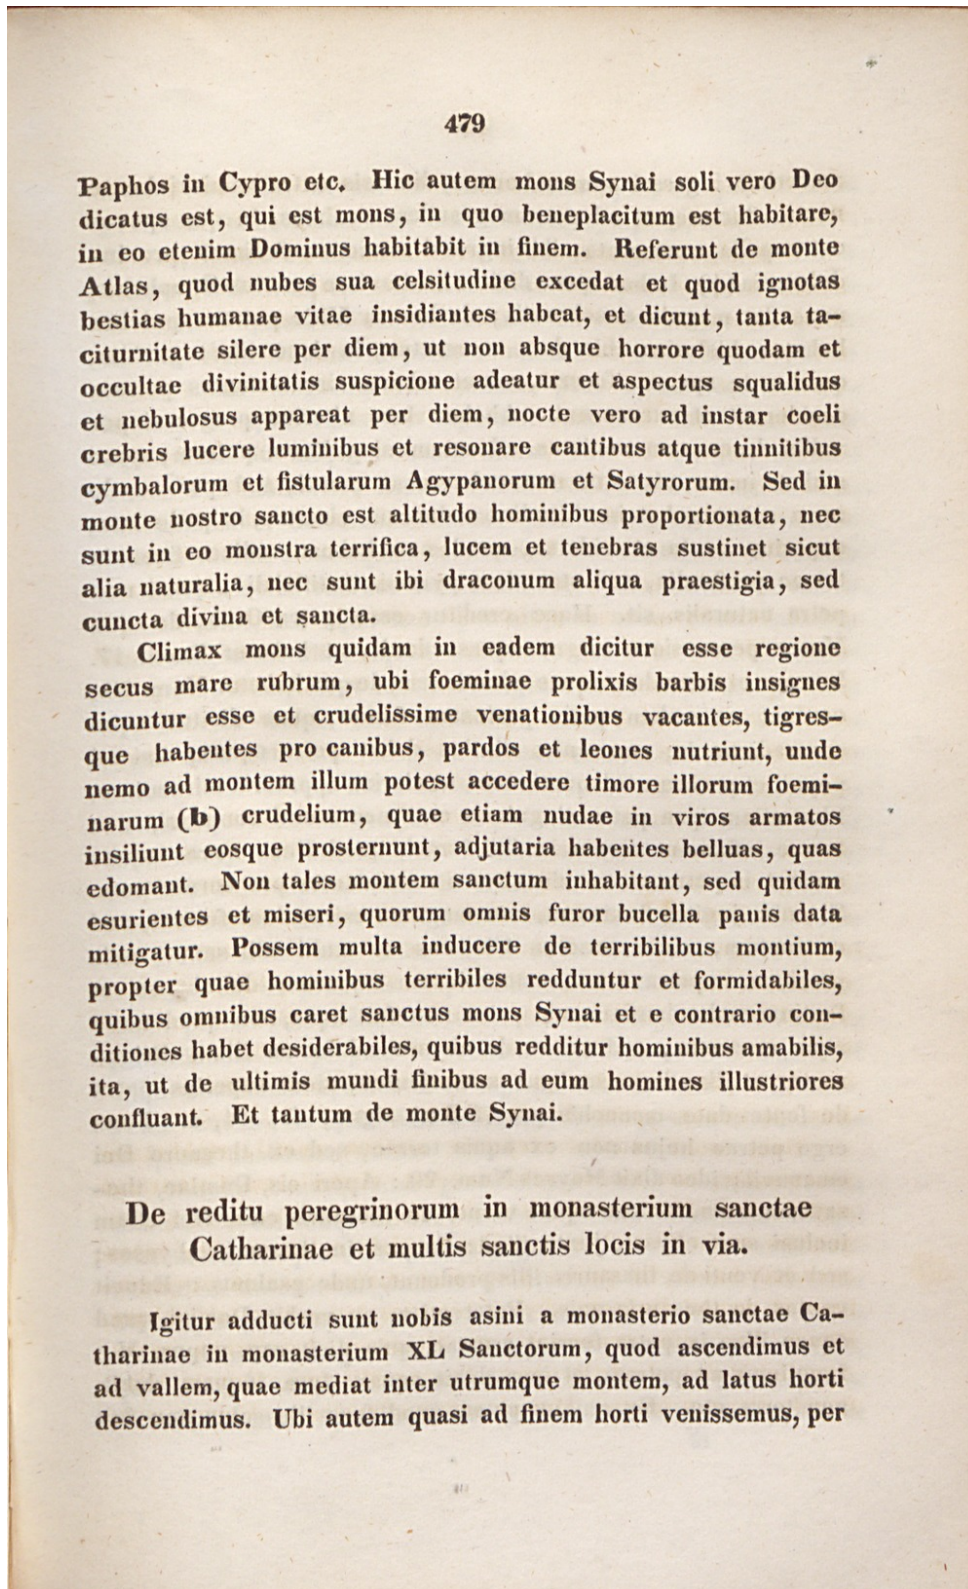 479
Paphos in Cypro etc. Hic autem mons Synai soli vero Deo
dicatus est, qui est mons, in quo beneplacitum est habitare,
in eo etenim Dominus habitabit in finem. Referunt de monte
Atlas, quod nubes sua celsitudine excedat et quod ignotas
bestias humanae vitae insidiantes habeat, et dicunt, tanta ta-
citurnitate silere per diem, ut non absque horrore quodam et
occultae divinitatis suspicione adeatur et aspectus squalidus
et nebulosus appareat per diem, nocte vero ad instar coeli
crebris lucere luminibus et resonare cantibus atque tinnitibus
cymbalorum et fistularum Agypanorum et Satyrorum. Sed in
monte nostro sancto est altitudo hominibus proportionata, nec
sunt in eo monstra terrifica, lucem et tenebras sustinet sicut
alia naturalia, nec sunt ibi draconum aliqua praestigia, sed
cuncta divina et sancta.
Climax mons quidam in eadem dicitur esse regione
secus mare rubrum, ubi foeminae prolixis barbis insignes
dicuntur esse et crudelissime venationibus vacantes, tigres-
que habentes pro canibus, pardos et leones nutriunt, unde
nemo ad montem illum potest accedere timore illorum foemi-
narum (b) crudelium, quae etiam nudae in viros armatos
insiliunt eosque prosternunt, adjutaria habentes belluas, quas
edomant. Non tales montem sanctum inhabitant, sed quidam
esurientes et miseri, quorum omnis furor bucella panis data
mitigatur. Possem multa inducere de terribilibus montium,
propter quae hominibus terribiles redduntur et formidabiles,
quibus omnibus caret sanctus mons Synai et e contrario con-
ditiones habet desiderabiles, quibus redditur hominibus amabilis,
ita, ut de ultimis mundi finibus ad eum homines illustriores
confluant. Et tantum de monte Synai.
De reditu peregrinorum in monasterium sanctae
Catharinae et multis sanctis locis in via.
Igitur adducti sunt nobis asini a monasterio sanctae Ca-
tharinae in monasterium XL Sanctorum, quod ascendimus et
ad vallem, quae mediat inter utrumque montem, ad latus horti
descendimus. Ubi autem quasi ad finem horti venissemus, per